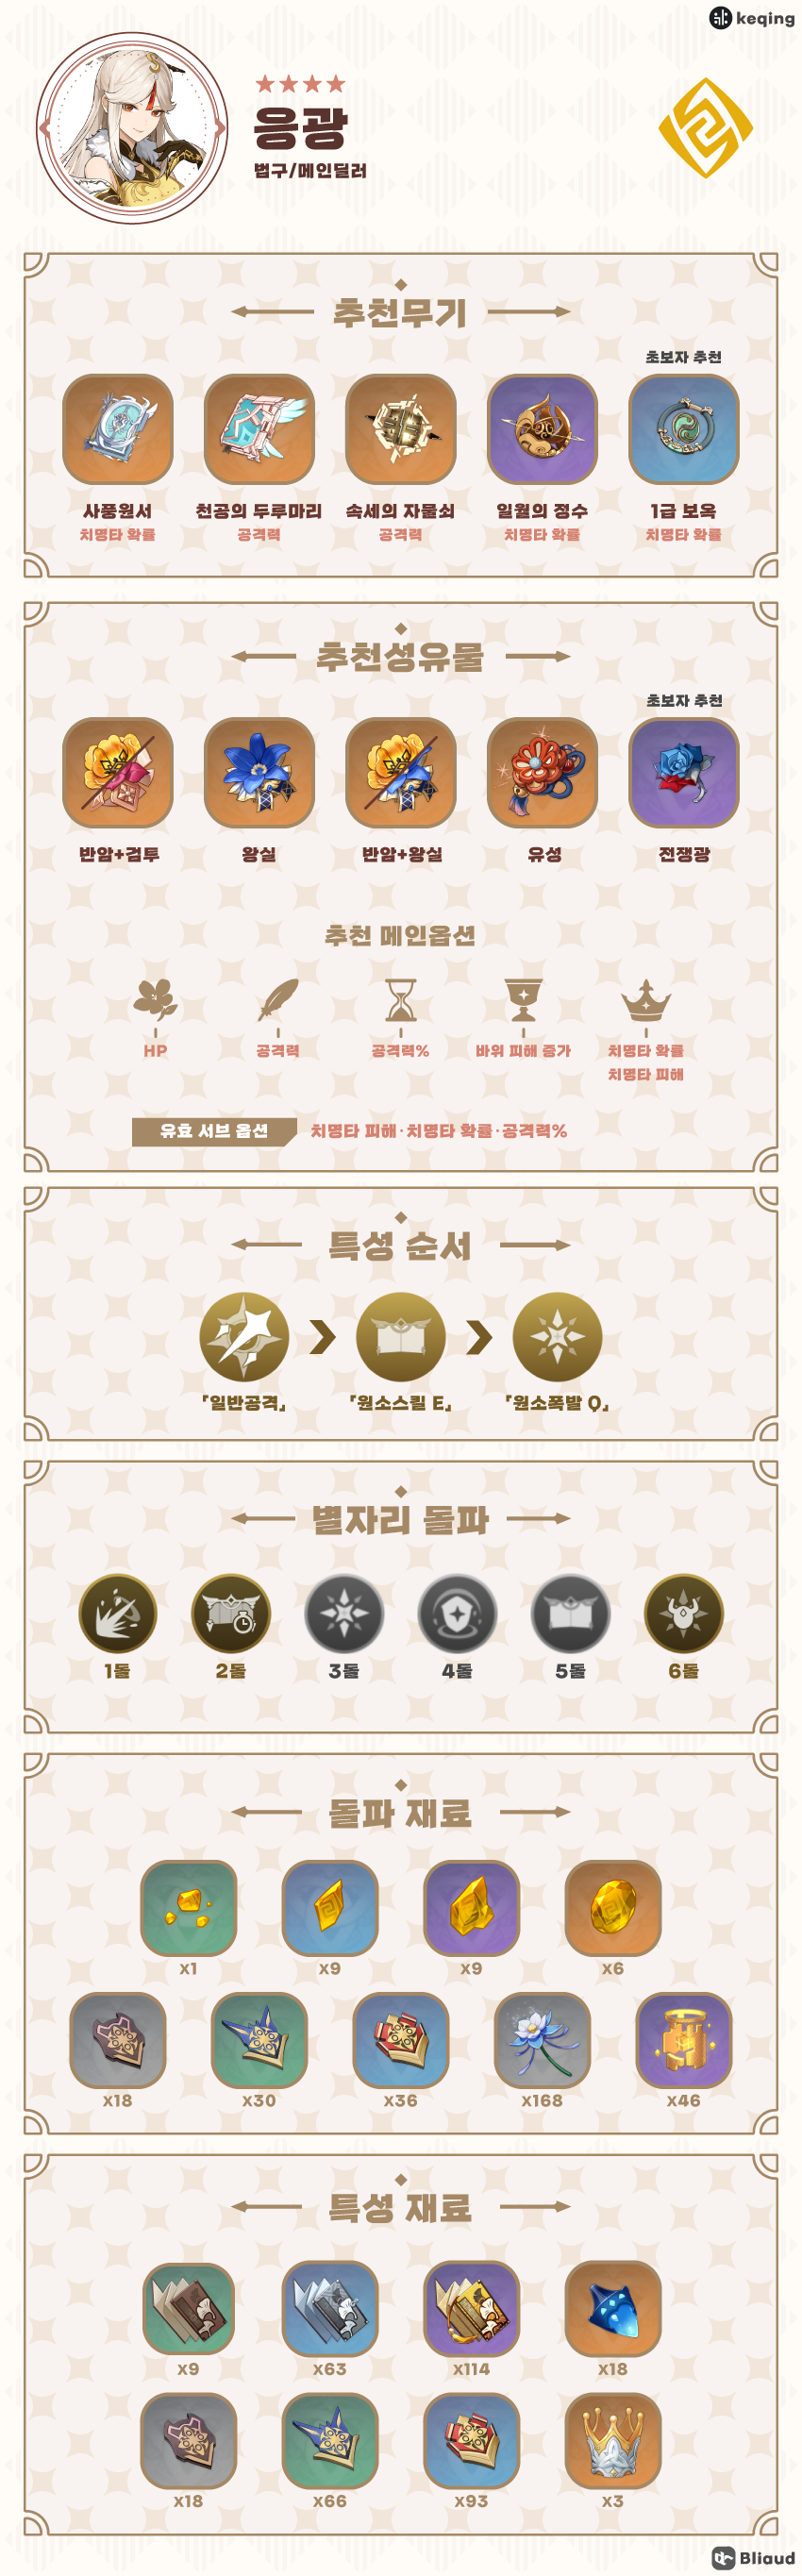 keqing
응광
법구/메인딜러
추천무기
초보자 추천
사풍원서
천공의 두루마리
속세의 자물쇠
일월의 정수
1급 보옥
치명타 확률
공격력
공격력
치명타 확률
치명타 확률
추천성유물
초보자 추천
반암+검투
왕실
반암+왕실
유성
전쟁광
추천 메인옵션
HP
공격력
공격력%
바위 피해 증가
치명타 확률
치명타 피해
유효 서브 옵션
치명타 피해·치명타 확률·공격력%
특성 순서
「일반공격」
「원소스킬 E」
「원소폭발 Q」
별자리 돌파
1돌
2돌
3돌
4돌
5돌
6돌
돌파 재료
x1
x9
x9
x6
x18
x30
x36
x168
x46
특성 재료
x9
x63
x114
x18
x18
x66
x93
x3
Bliaud